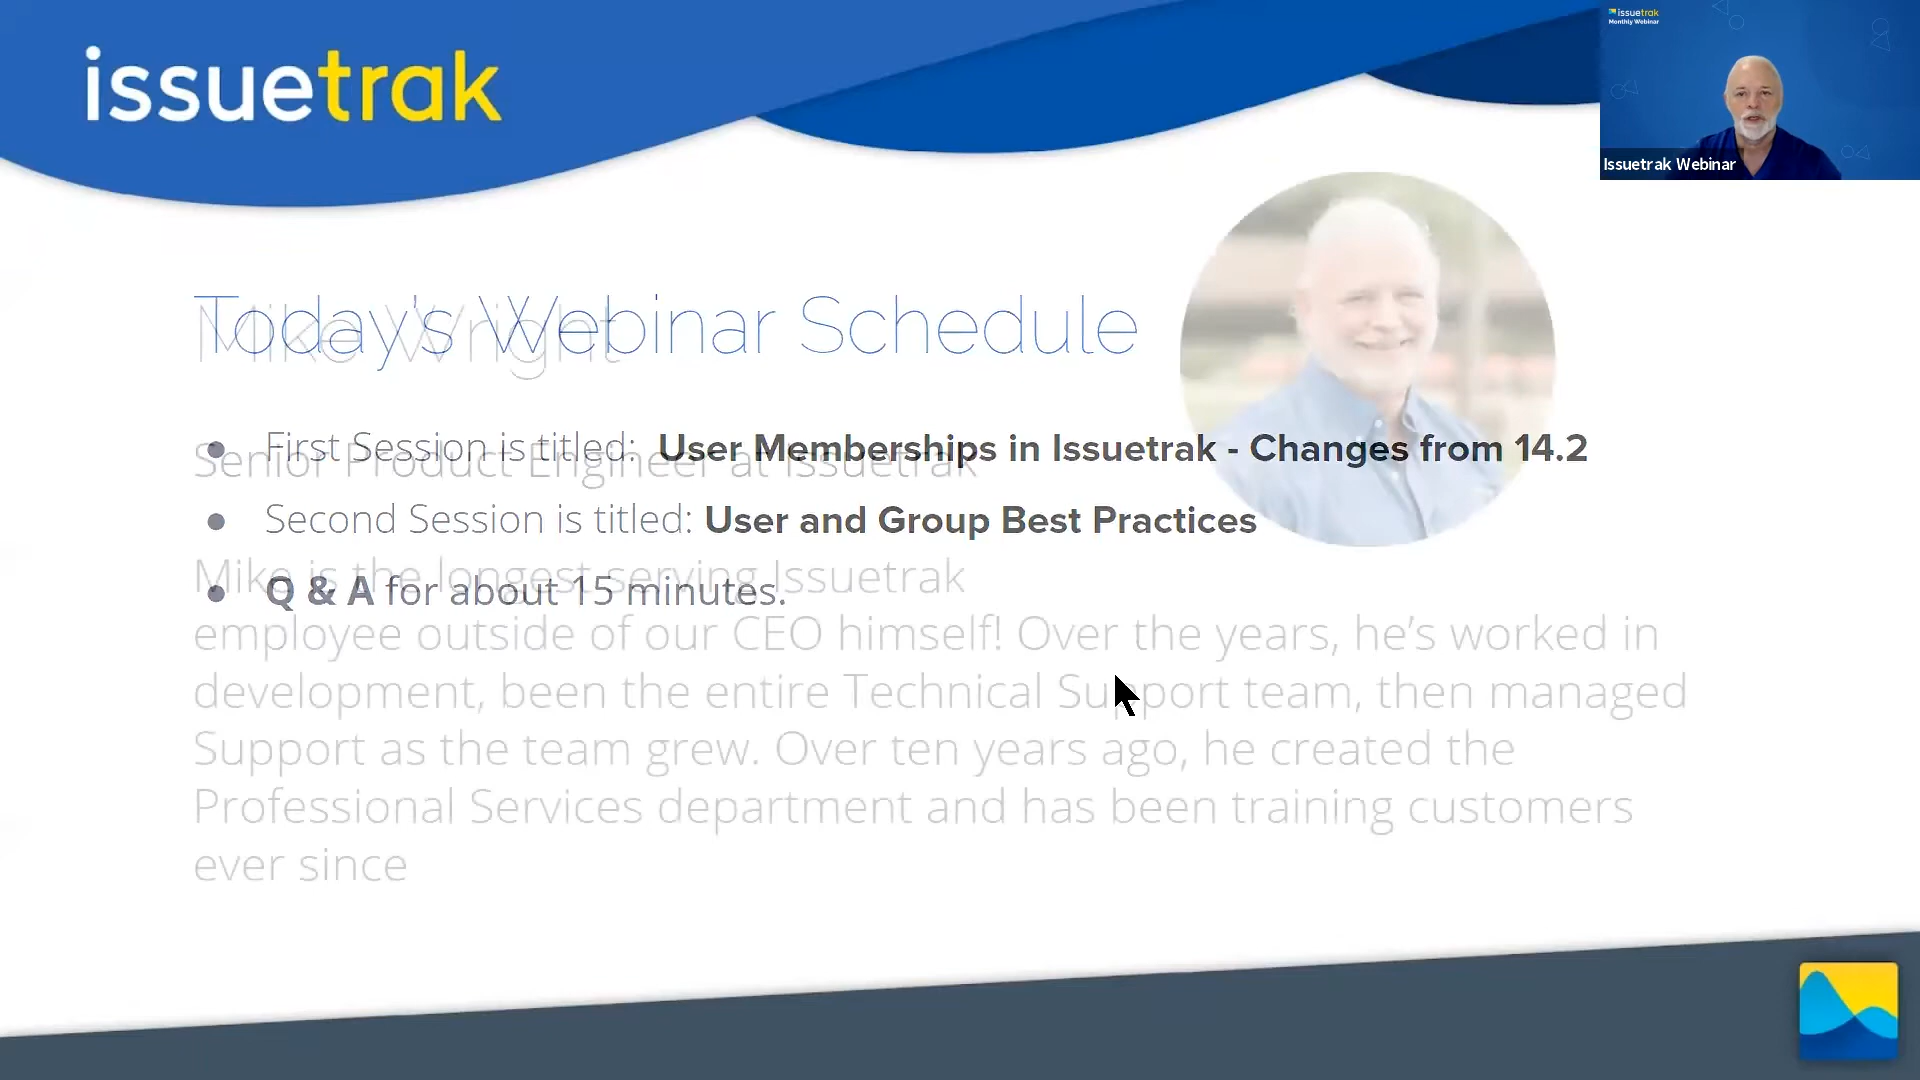 issuetrak
issuetrak
Monthly Webinar
Issuetrak Webinar
Today's Webinar Schedule
Mike Wright
First Session is titled: User Memberships in Issuetrak - Changes from 14.2
Senior Product Engineer at Issuetrak
Second Session is titled: User and Group Best Practices
Mike is the longest serving Issuetrak
Q & A for about 15 minutes.
employee outside of our CEO himself! Over the years, he's worked in
development, been the entire Technical Support team, then managed
Support as the team grew. Over ten years ago, he created the
Professional Services department and has been training customers
ever since